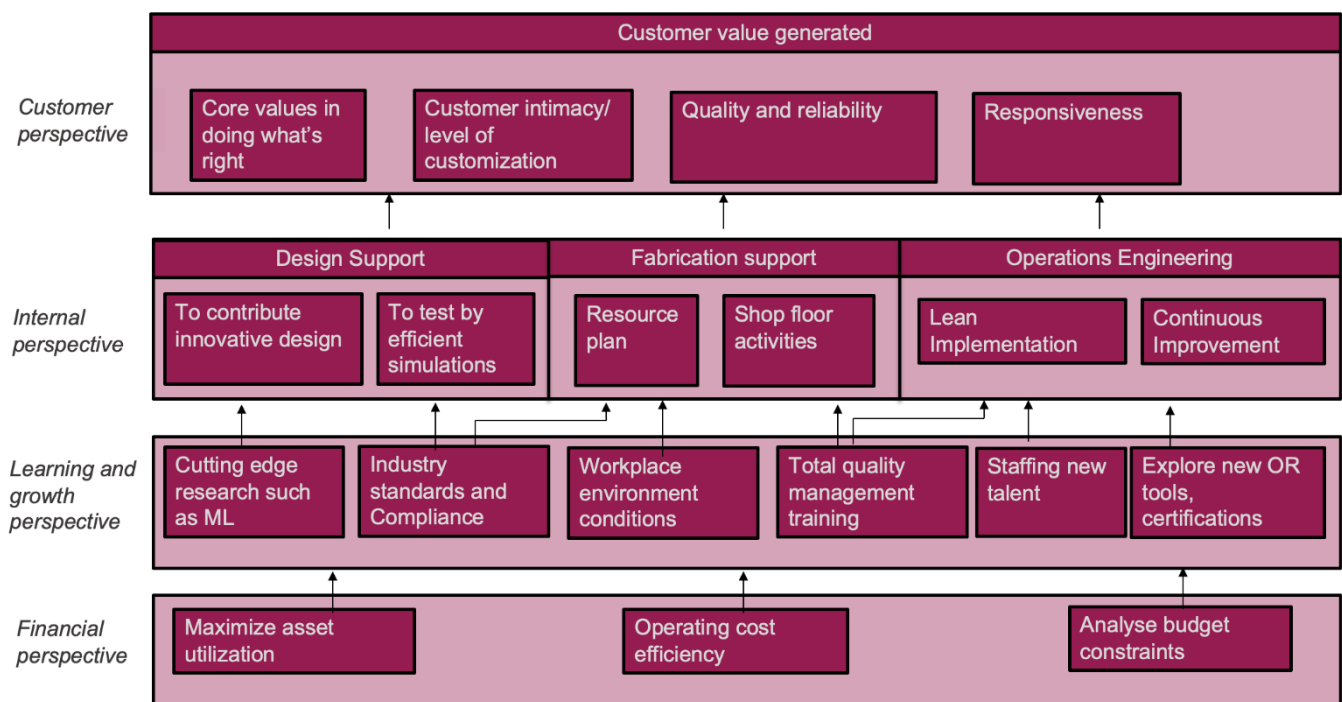 Customer value generated
Customer
perspective
Core values in
doing what's
right
Customer intimacy/
level of
customization
Quality and reliability
Responsiveness
Design Support
Fabrication support
Operations Engineering
Internal
perspective
To contribute
innovative design
To test by
efficient
simulations
Resource
plan
Shop floor
activities
Lean
Implementation
Continuous
Improvement
Learning and
growth
perspective
Cutting edge
research such
as ML
Industry
standards and
Compliance
Workplace
environment
conditions
Total quality
management
training
Staffing new
talent
Explore new OR
tools,
certifications
Financial
perspective
Maximize asset
utilization
Operating cost
efficiency
Analyse budget
constraints